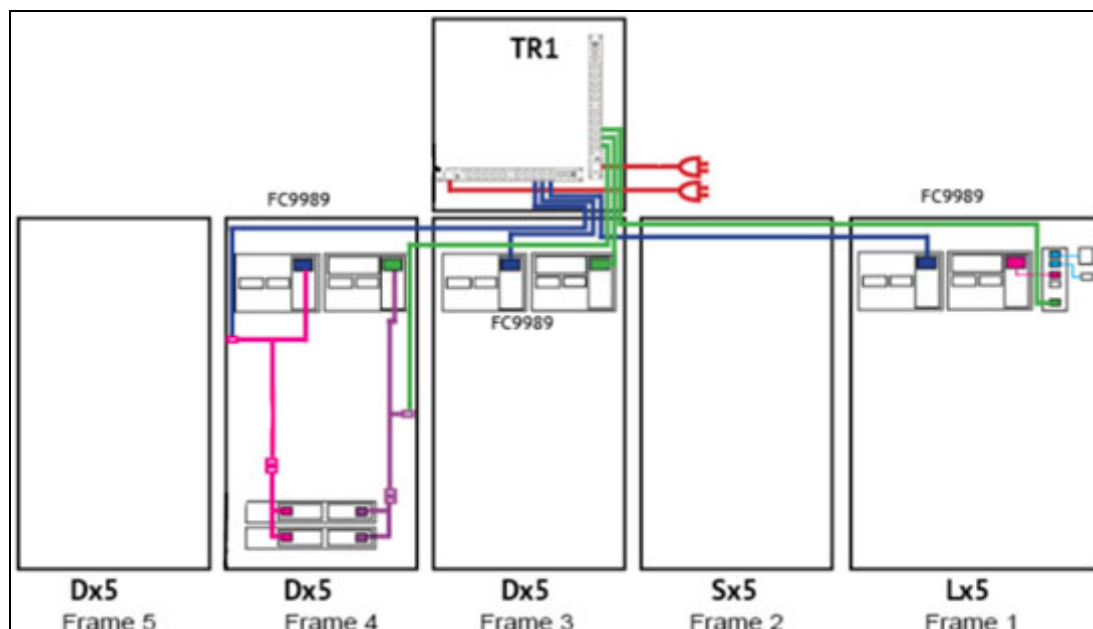 TR1
FC9989
FC9989
FC9989
Dx5
Dx5
Dx5
Sx5
Lx5
Frame 5
Frame 4
Frame 3
Frame 2
Frame 1